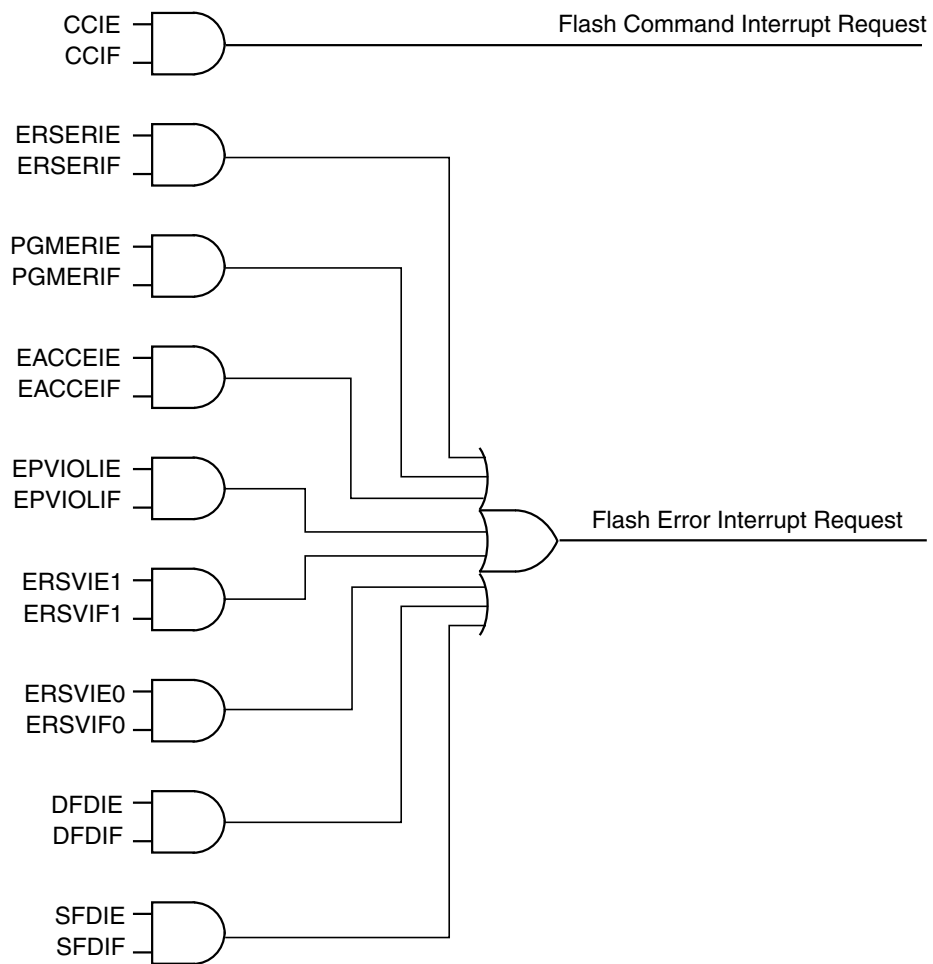 CCIE
CCIF
Flash Command Interrupt Request
ERSERIE
ERSERIF
PGMERIE
PGMERIF
EACCEIE
EACCEIF
EPVIOLIE
EPVIOLIF
Flash Error Interrupt Request
ERSVIE1
ERSVIF1
ERSVIE0
ERSVIF0
DFDIE
DFDIF
SFDIE
SFDIF